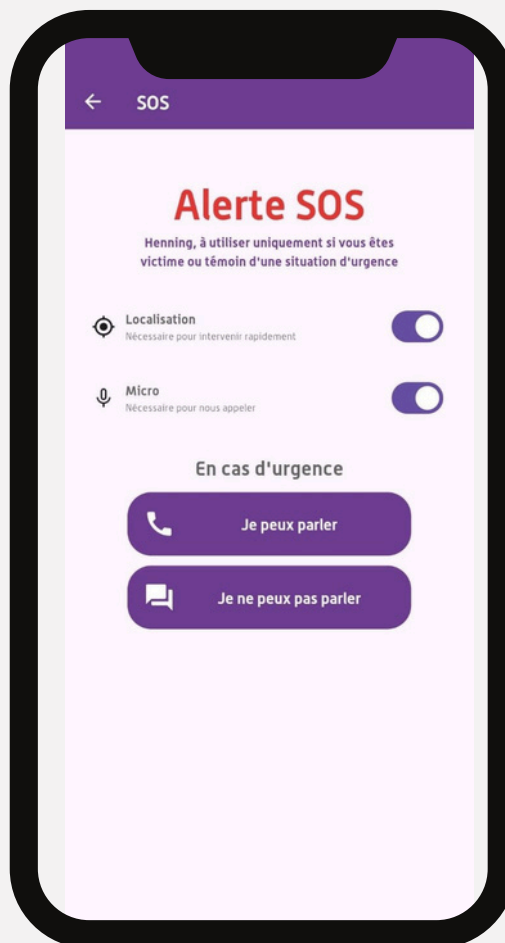 SOS
Alerte SOS
Henning, à utiliser uniquement si vous êtes
victime ou témoin d'une situation d'urgence
Localisation
Nécessaire pour intervenir rapidement
Micro
Nécessaire pour nous appeler
En cas d'urgence
Je peux parler
Je ne peux pas parler